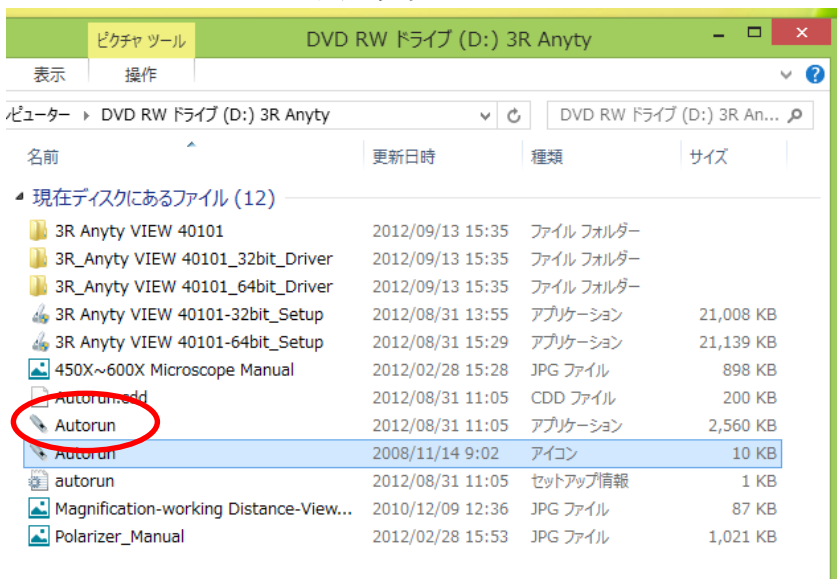 ピクチャ ツール DVD RW ドライブ (D:) 3R Anyty
表示 操作
DVD RW ドライブ (D:) 3R Anyty DVD RW ドライブ (D:) 3R An...
名前 更新日時 種類 サイズ
現在ディスクにあるファイル (12)
3R Anyty VIEW 40101 2012/09/13 15:35 ファイル フォルダー
3R_Anyty VIEW 40101_32bit_Driver 2012/09/13 15:35 ファイル フォルダー
3R_Anyty VIEW 40101_64bit_Driver 2012/09/13 15:35 ファイル フォルダー
3R Anyty VIEW 40101-32bit_Setup 2012/08/31 13:55 アプリケーション 21,008 KB
3R Anyty VIEW 40101-64bit_Setup 2012/08/31 15:29 アプリケーション 21,139 KB
450X~600X Microscope Manual 2012/02/28 15:28 JPG ファイル 898 KB
Autorun.cdd 2012/08/31 11:05 CDD ファイル 200 KB
Autorun 2012/08/31 11:05 アプリケーション 2,560 KB
Autorun 2008/11/14 9:02 アイコン 10 KB
autorun 2012/08/31 11:05 セットアップ情報 1 KB
Magnification-working Distance-View... 2010/12/09 12:36 JPG ファイル 87 KB
Polarizer_Manual 2012/02/28 15:53 JPG ファイル 1,021 KB